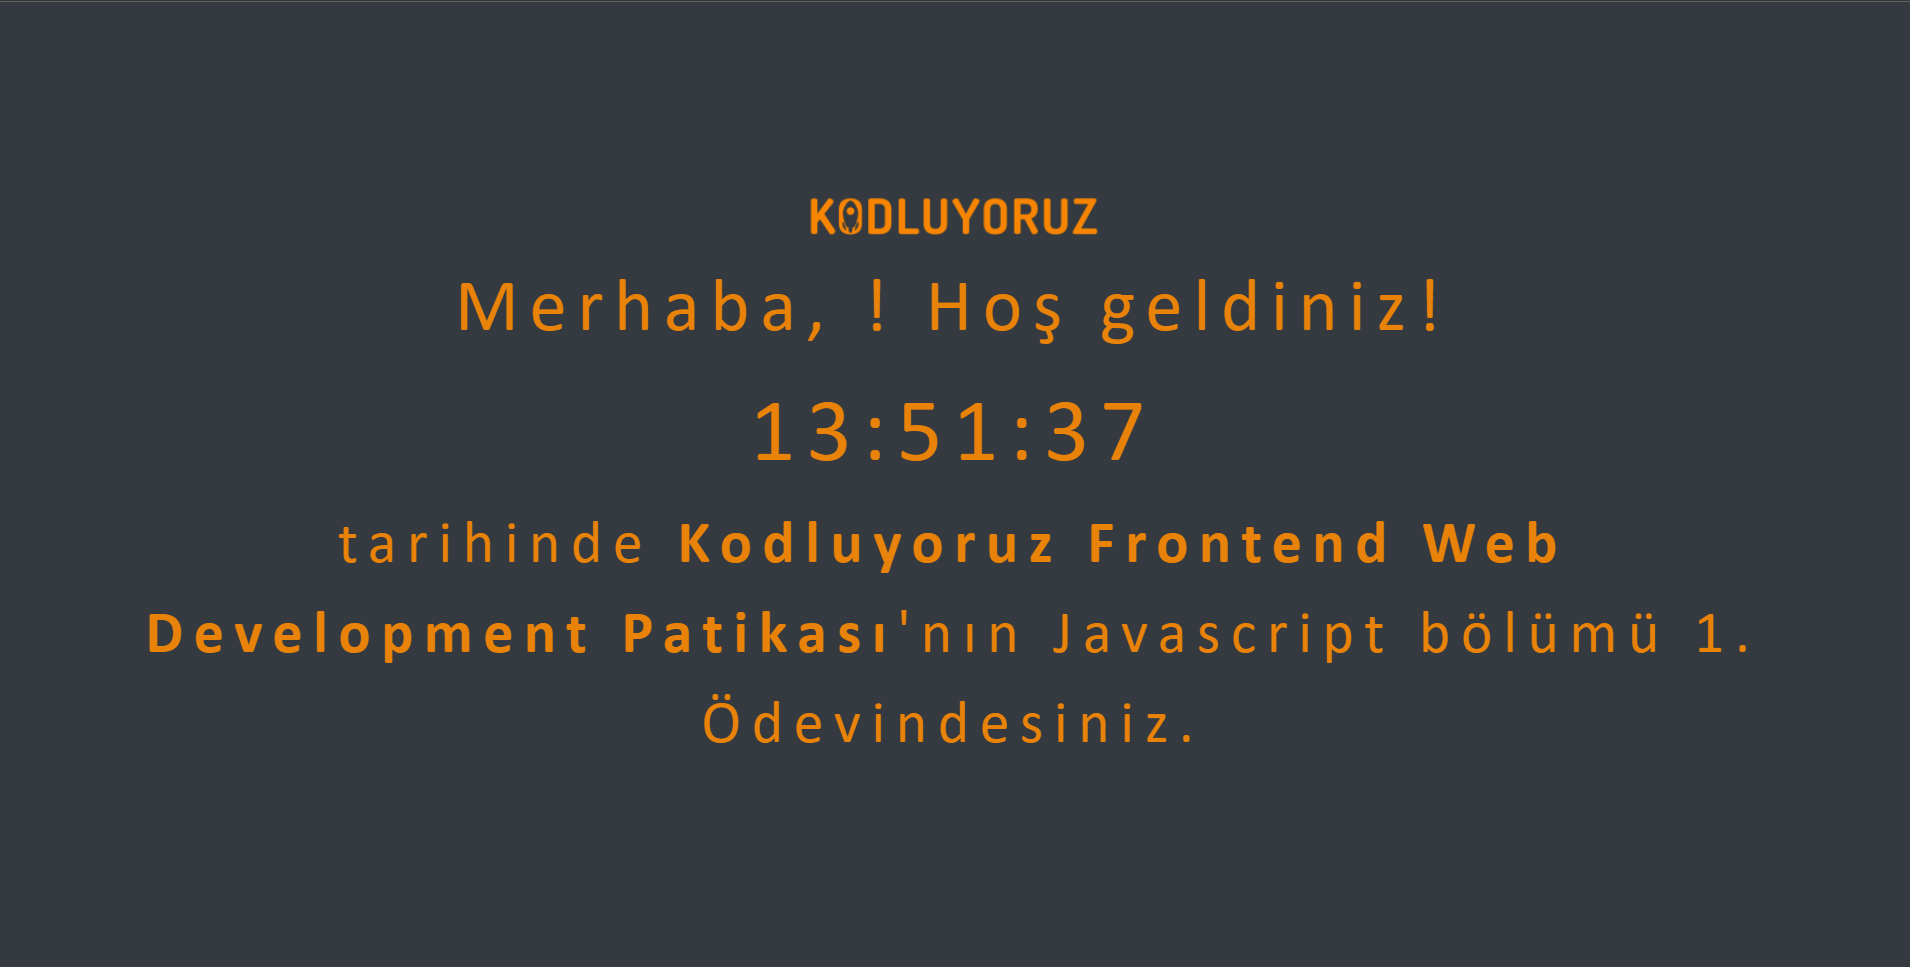 KODLUYORUZ
Merhaba, ! Hoş geldiniz!
13:51:37
tarihinde Kodluyoruz Frontend Web
Development Patikası'nın Javascript bölümü 1.
Ödevindesiniz.